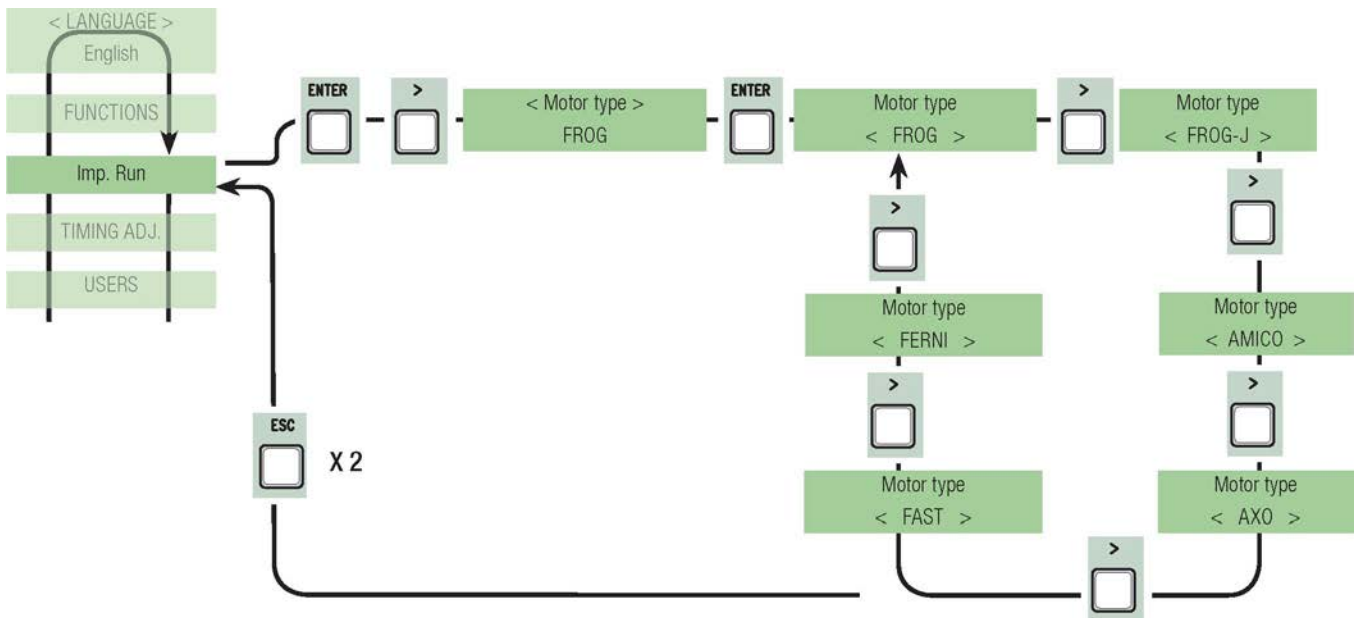 < LANGUAGE >
English
FUNCTIONS
Imp. Run
TIMING ADJ.
USERS
ENTER
>
< Motor type >
FROG
ENTER
Motor type
< FROG >
>
Motor type
< FROG-J >
>
>
Motor type
< FERNI >
Motor type
< AMICO >
>
>
ESC
X 2
Motor type
< FAST >
Motor type
< AXO >
>